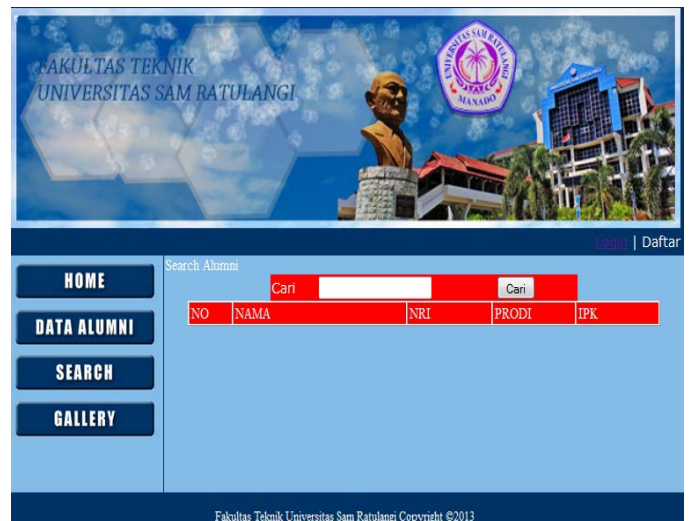 FAKULTAS TEKNIK
UNIVERSITAS SAM RATULANGI
UNIVERSITAS SAM RATULANGI
MANADO
Login | Daftar
HOME
DATA ALUMNI
SEARCH
GALLERY
Search Alumni
Cari Cari
NO NAMA NRI PRODI IPK
Fakultas Teknik Universitas Sam Ratulangi Copyright ©2013